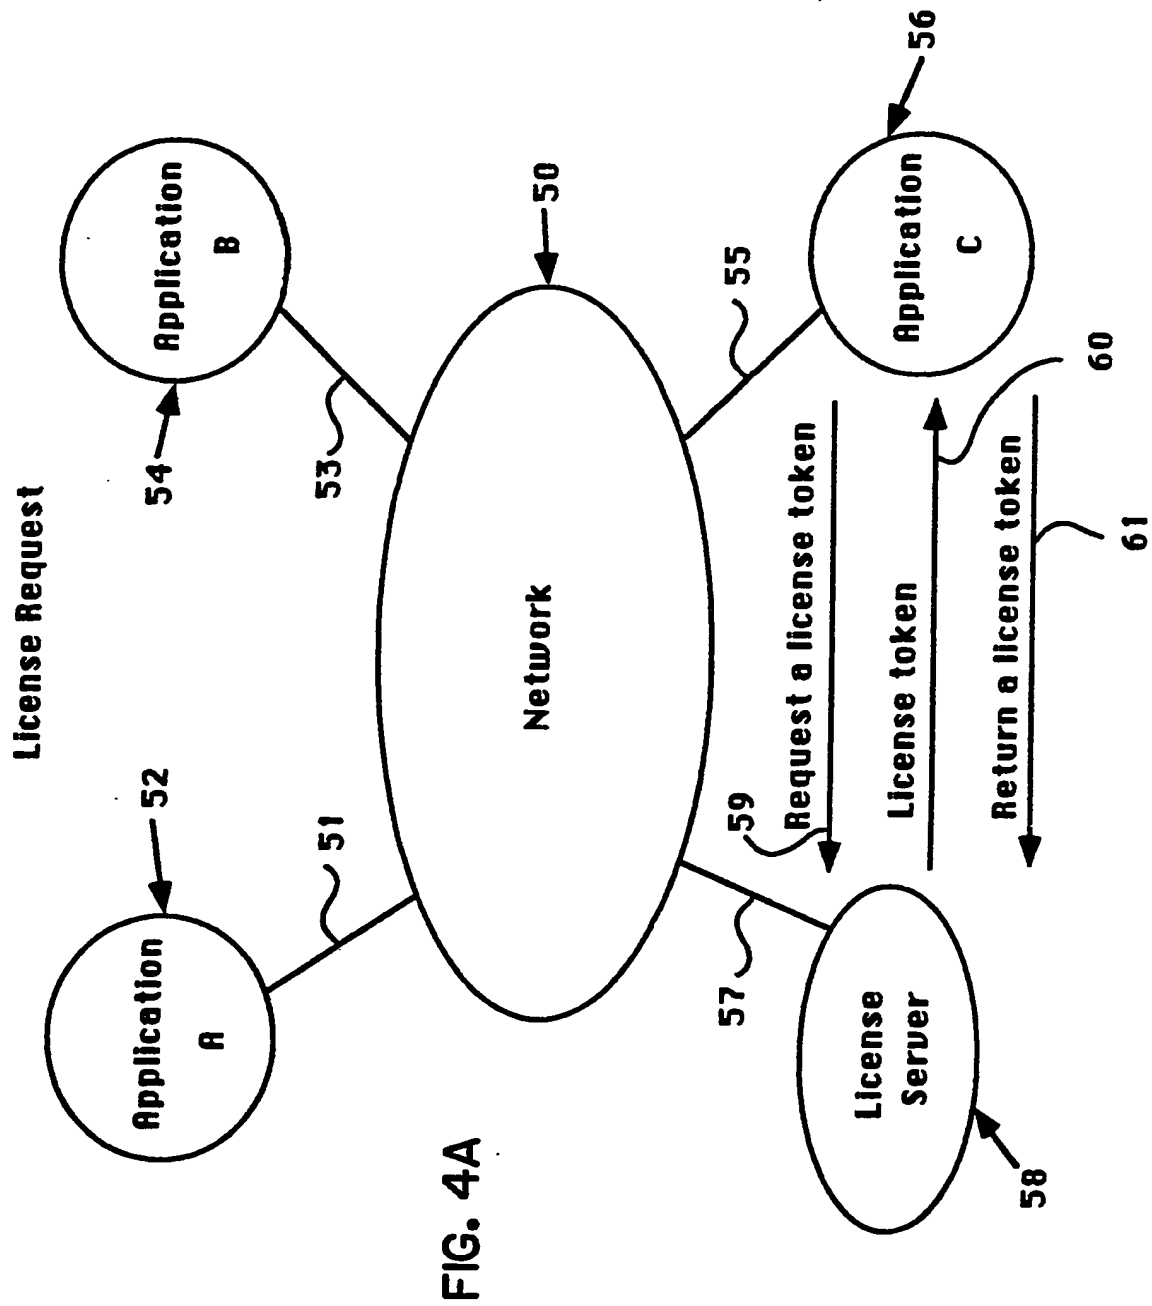 License Request
52
54
Application
A
Application
B
51
53
50
Network
57
59
55
56
License
Server
Request a license token
License token
Return a license token
Application
C
58
61
60
FIG. 4A